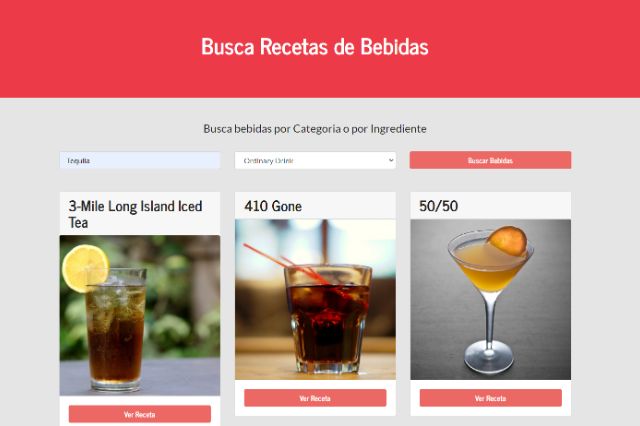 Busca Recetas de Bebidas
Busca bebidas por Categoria o por Ingrediente
Tequila
Ordinary Drink
Buscar Bebidas
3-Mile Long Island Iced
Tea
410 Gone
50/50
Ver Receta
Ver Receta
Ver Receta